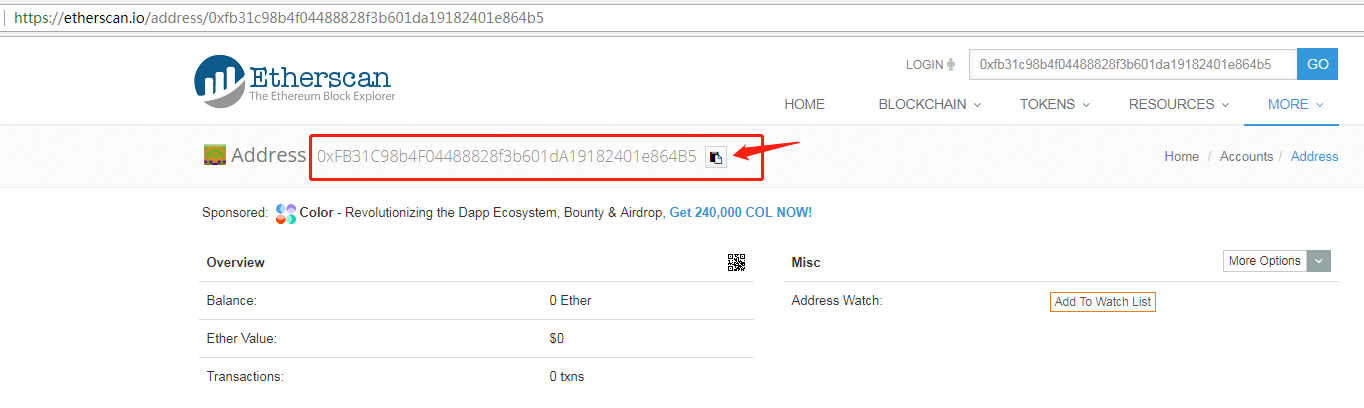 https://etherscan.io/address/0xfb31c98b4f04488828f3b601da19182401e864b5
LOGIN
0xfb31c98b4f04488828f3b601da19182401e864b5
GO
Etherscan
The Ethereum Block Explorer
HOME BLOCKCHAIN TOKENS RESOURCES MORE
Address 0xFB31C98b4F04488828f3b601dA19182401e864B5
Home / Accounts / Address
Sponsored: Color - Revolutionizing the Dapp Ecosystem, Bounty & Airdrop, Get 240,000 COL NOW!
Overview
Balance: 0 Ether
Ether Value: $0
Transactions: 0 txns
Misc
More Options
Address Watch: Add To Watch List